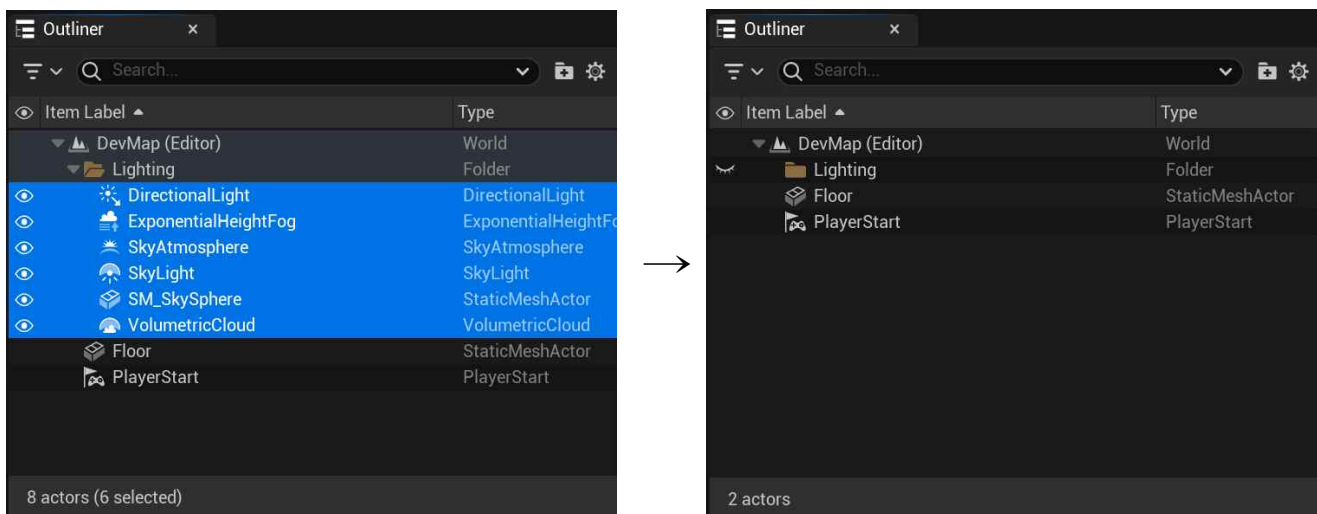 Outliner ×
Search...
Item Label Type
DevMap (Editor) World
Lighting Folder
DirectionalLight DirectionalLight
ExponentialHeightFog ExponentialHeightFo
SkyAtmosphere SkyAtmosphere
SkyLight SkyLight
SM_SkySphere StaticMeshActor
VolumetricCloud VolumetricCloud
Floor StaticMeshActor
PlayerStart PlayerStart
8 actors (6 selected)
Outliner ×
Search...
Item Label Type
DevMap (Editor) World
Lighting Folder
Floor StaticMeshActor
PlayerStart PlayerStart
2 actors